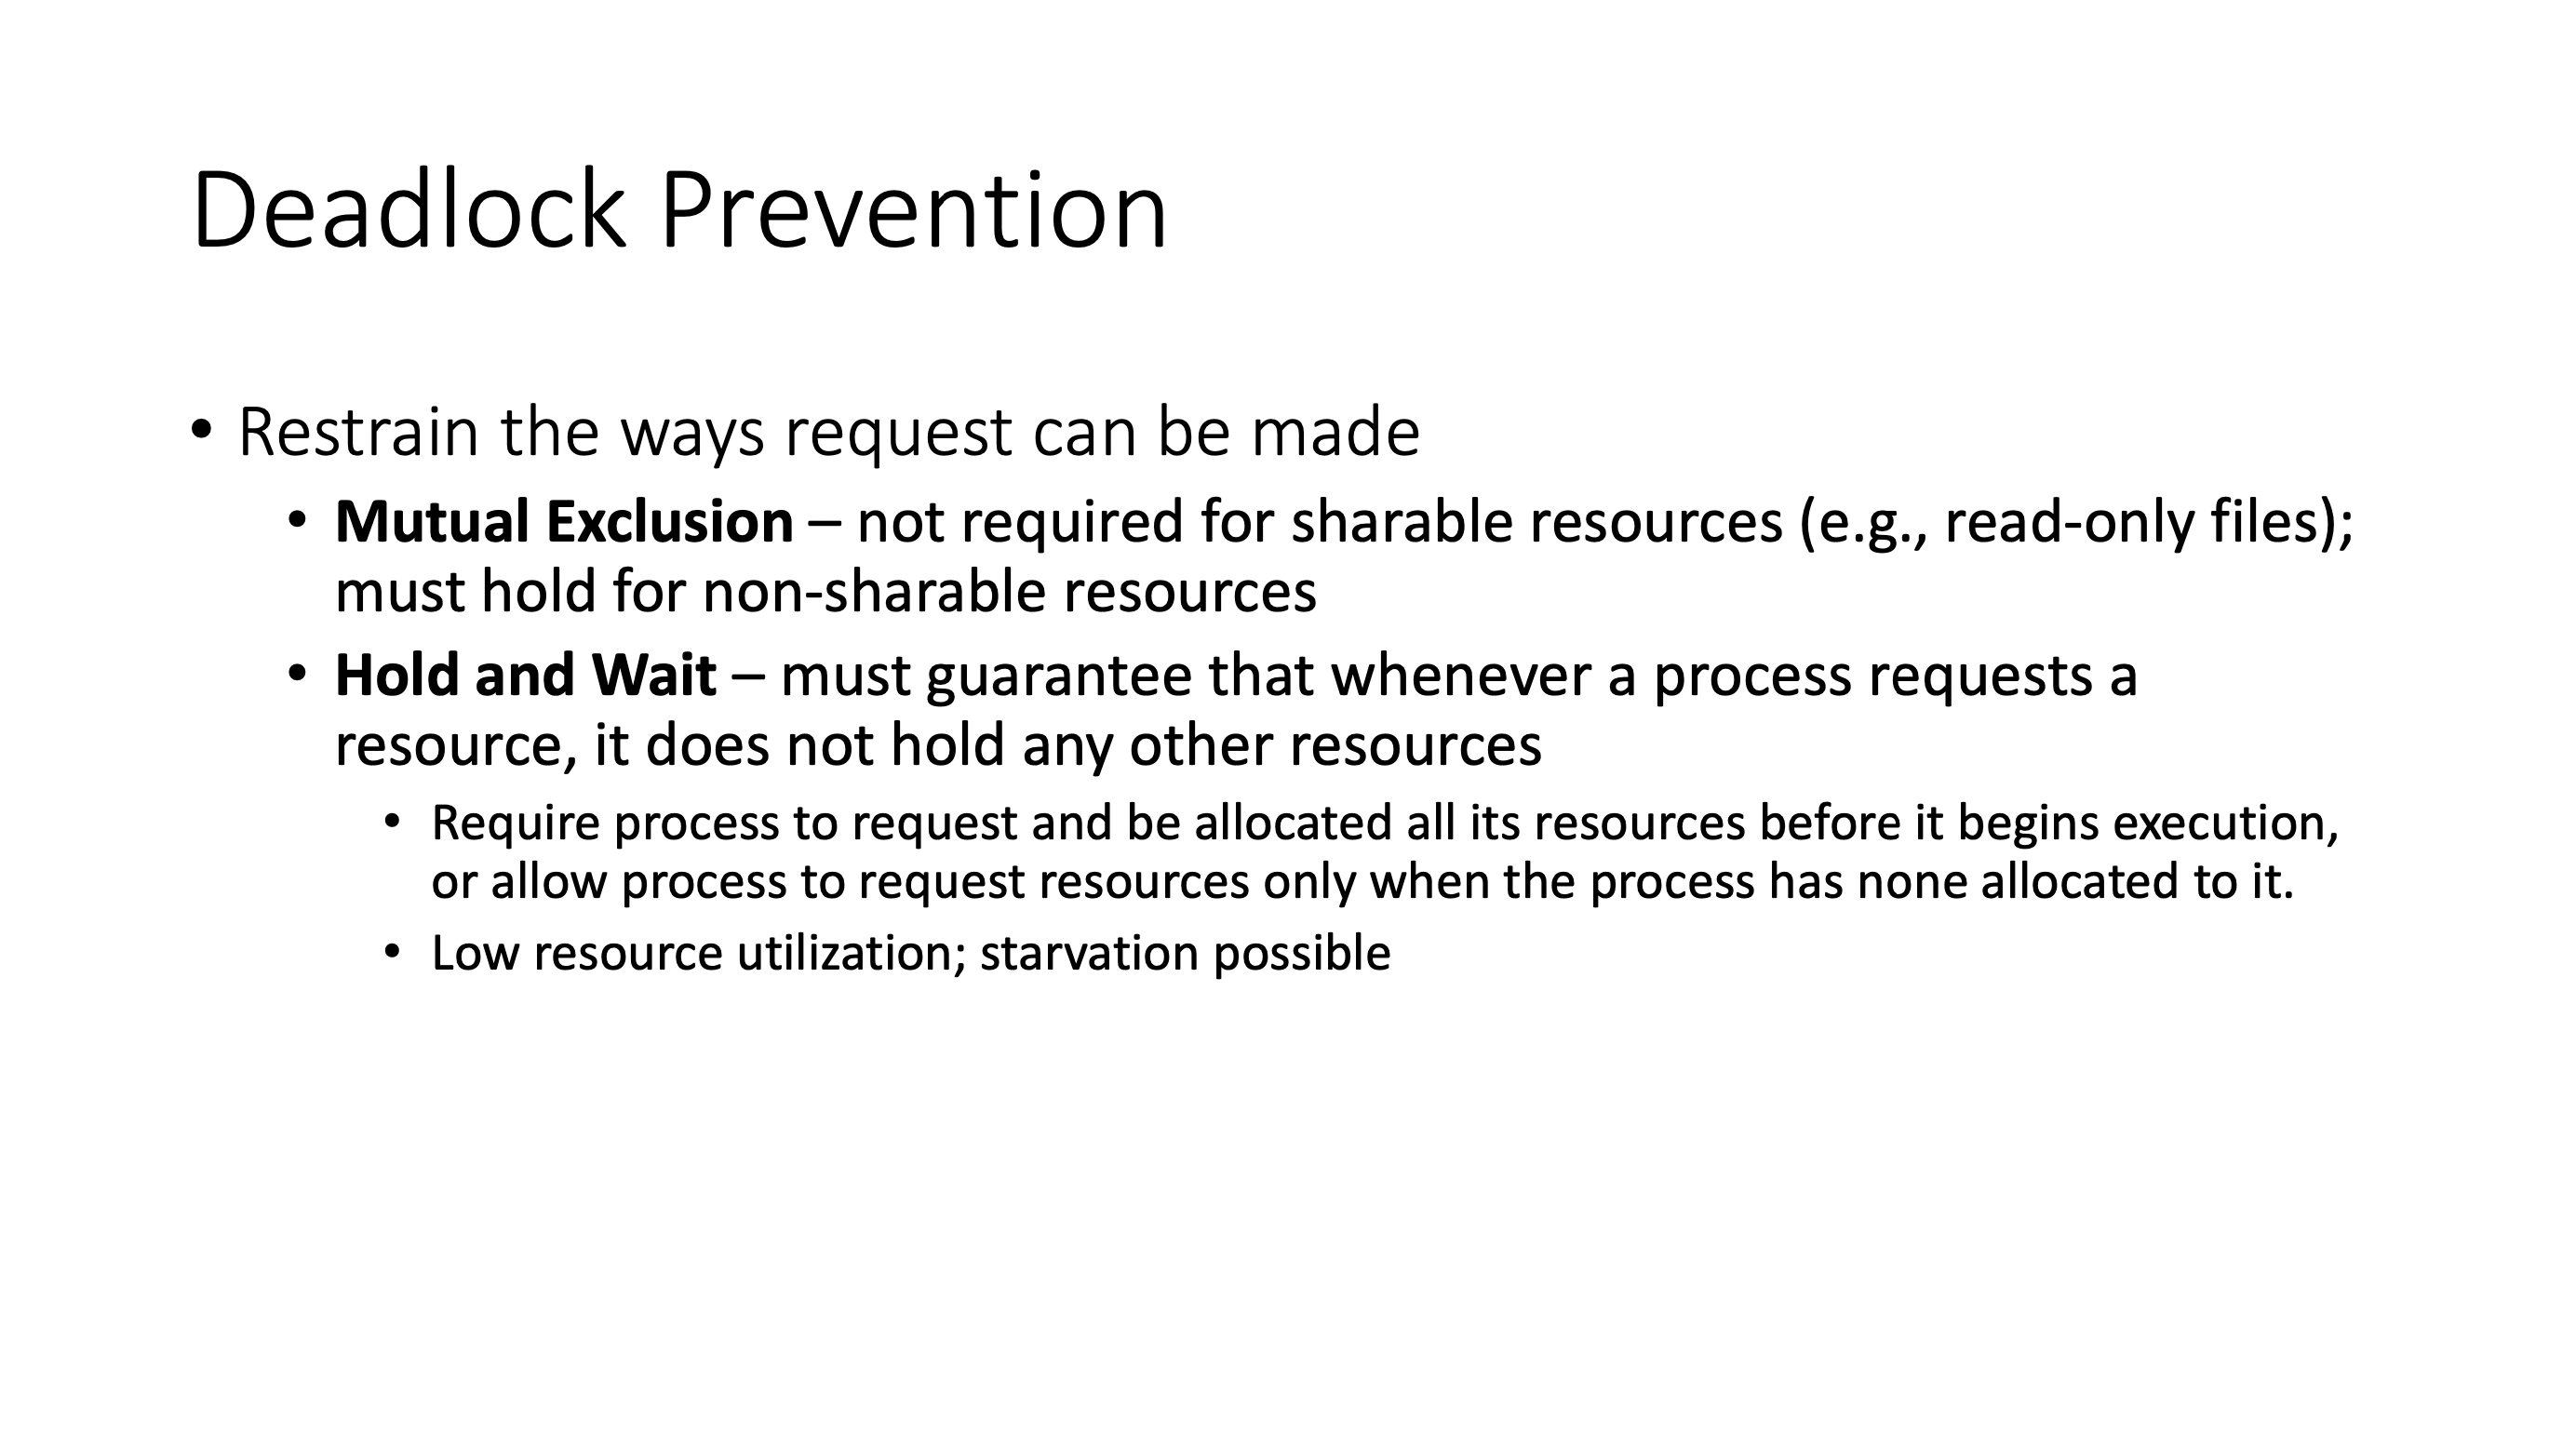 Deadlock Prevention
• Restrain the ways request can be made
• Mutual Exclusion – not required for sharable resources (e.g., read-only files);
must hold for non-sharable resources
• Hold and Wait – must guarantee that whenever a process requests a
resource, it does not hold any other resources
• Require process to request and be allocated all its resources before it begins execution,
or allow process to request resources only when the process has none allocated to it.
• Low resource utilization; starvation possible